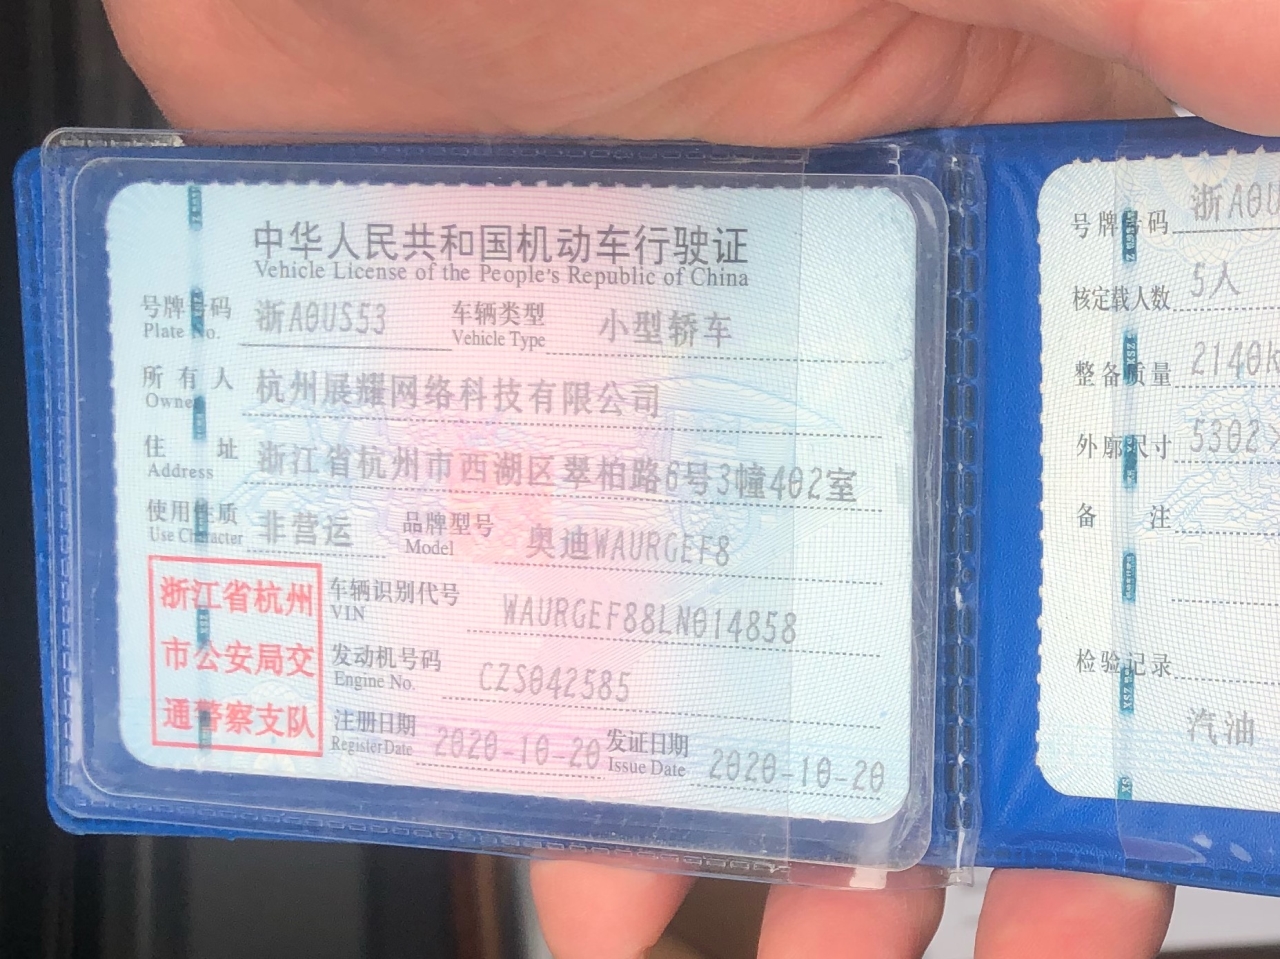 中华人民共和国机动车行驶证
Vehicle License of the People's Republic of China
号牌号码 浙A0US53 车辆类型 小型轿车
Plate No. Vehicle Type
所有人 杭州展耀网络科技有限公司
Owner
住址 浙江省杭州市西湖区翠柏路6号3幢402室
Address
使用性质 非营运 品牌型号 奥迪WAURGEF8
Use Character Model
浙江省杭州
市公安局交
通警察支队
车辆识别代号 WAURGEF88LN014858
VIN
发动机号码 CZS042585
Engine No.
注册日期 2020-10-20 发证日期 2020-10-20
Register Date Issue Date
号牌号码 浙A0U
核定载人数 5人
整备质量 2140k
外廓尺寸 5302
备注
检验记录
汽油